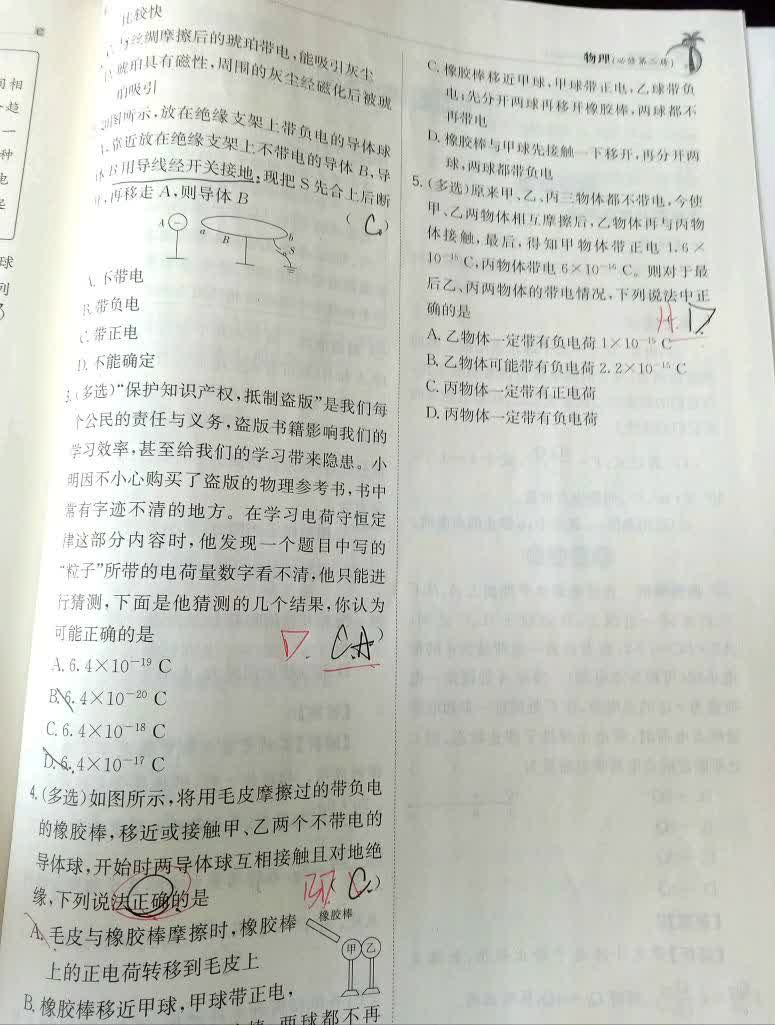 比较快
与丝绸摩擦后的琥珀带电,能吸引灰尘
琥珀具有磁性,周围的灰尘经磁化后被琥
珀吸引
图所示,放在绝缘支架上带负电的导体球
靠近放在绝缘支架上不带电的导体 B,导
体 B 用导线经开关接地;现把 S 先合上后断
开,再移走 A,则导体 B
( C )
A
−
a
B
b
S
A. 不带电
B. 带负电
C. 带正电
D. 不能确定
3. (多选)“保护知识产权,抵制盗版”是我们每
个公民的责任与义务,盗版书籍影响我们的
学习效率,甚至给我们的学习带来隐患。小
明因不小心购买了盗版的物理参考书,书中
常有字迹不清的地方。在学习电荷守恒定
律这部分内容时,他发现一个题目中写的
“粒子”所带的电荷量数字看不清,他只能进
行猜测,下面是他猜测的几个结果,你认为
可能正确的是
D. CA)
A. 6.4×10⁻¹⁹ C
B. 6.4×10⁻²⁰ C
C. 6.4×10⁻¹⁸ C
D. 6.4×10⁻¹⁷ C
4. (多选)如图所示,将用毛皮摩擦过的带负电
的橡胶棒,移近或接触甲、乙两个不带电的
导体球,开始时两导体球互相接触且对地绝
缘,下列说法正确的是
( C.)
橡胶棒
甲 乙
A. 毛皮与橡胶棒摩擦时,橡胶棒
上的正电荷转移到毛皮上
B. 橡胶棒移近甲球,甲球带正电,
两球都不再
物理(必修第三册)
C. 橡胶棒移近甲球,甲球带正电,乙球带负
电;先分开两球再移开橡胶棒,两球都不
再带电
D. 橡胶棒与甲球先接触一下移开,再分开两
球,两球都带负电
5. (多选)原来甲、乙、丙三物体都不带电,今使
甲、乙两物体相互摩擦后,乙物体再与丙物
体接触,最后,得知甲物体带正电 1.6×
10⁻¹⁵ C,丙物体带电 6×10⁻¹⁶ C。则对于最
后乙、丙两物体的带电情况,下列说法中正
确的是
A. D
A. 乙物体一定带有负电荷 1×10⁻¹⁵ C
B. 乙物体可能带有负电荷 2.2×10⁻¹⁵ C
C. 丙物体一定带有正电荷
D. 丙物体一定带有负电荷